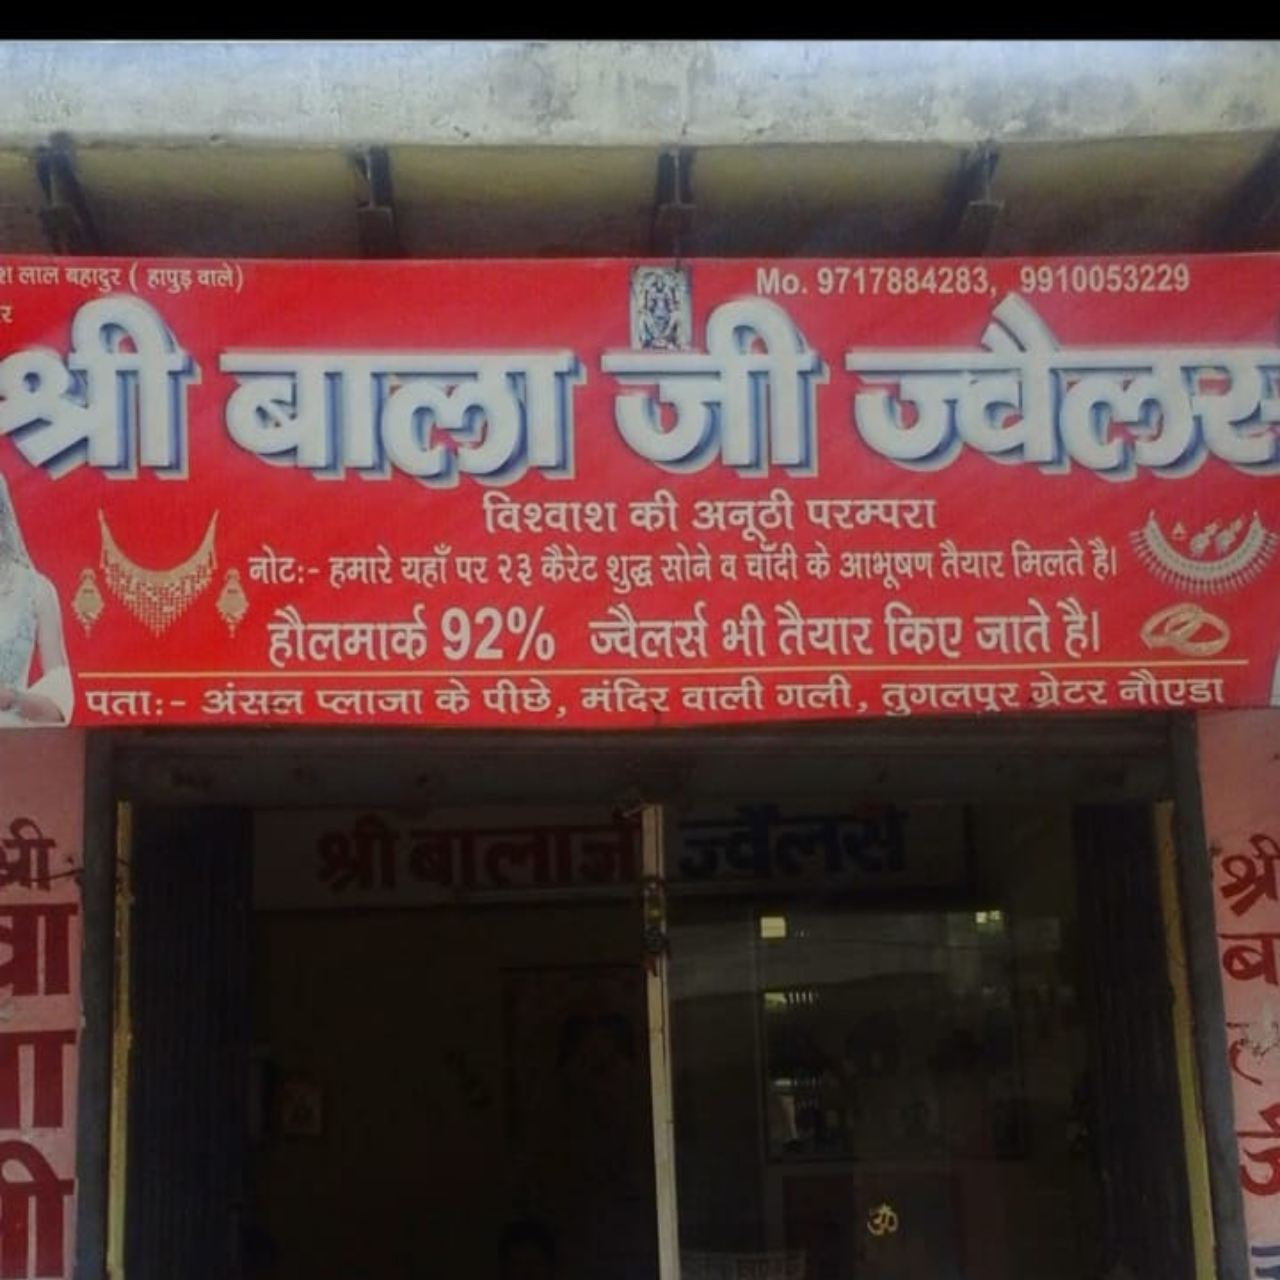 लाल बहादुर ( हापुड़ वाले)
Mo. 9717884283, 9910053229
श्री बाला जी ज्वैलर्स
विश्वाश की अनूठी परम्परा
नोटः- हमारे यहाँ पर २३ कैरेट शुद्ध सोने व चाँदी के आभूषण तैयार मिलते है।
हौलमार्क 92% ज्वैलर्स भी तैयार किए जाते है।
पताः- अंसल प्लाजा के पीछे, मंदिर वाली गली, तुगलपुर ग्रेटर नौएडा
श्री बालाजी ज्वैलर्स
श्री
बा
ला
जी
ॐ
श्री
बा